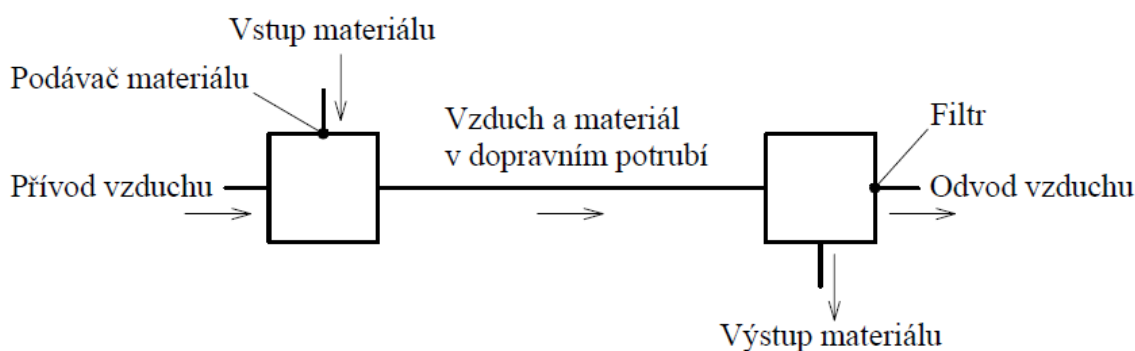 Vstup materiálu
Podávač materiálu
Vzduch a materiál
v dopravním potrubí
Filtr
Přívod vzduchu
Odvod vzduchu
Výstup materiálu